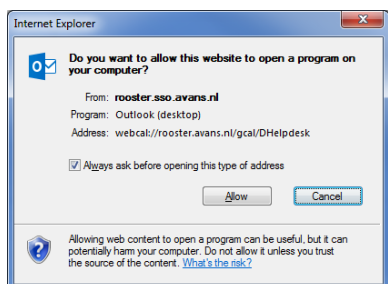 Internet Explorer
Do you want to allow this website to open a program on
your computer?
From: rooster.sso.avans.nl
Program: Outlook (desktop)
Address: webcal://rooster.avans.nl/gcal/DHelpdesk
Always ask before opening this type of address
Allow Cancel
Allowing web content to open a program can be useful, but it can
potentially harm your computer. Do not allow it unless you trust
the source of the content. What's the risk?